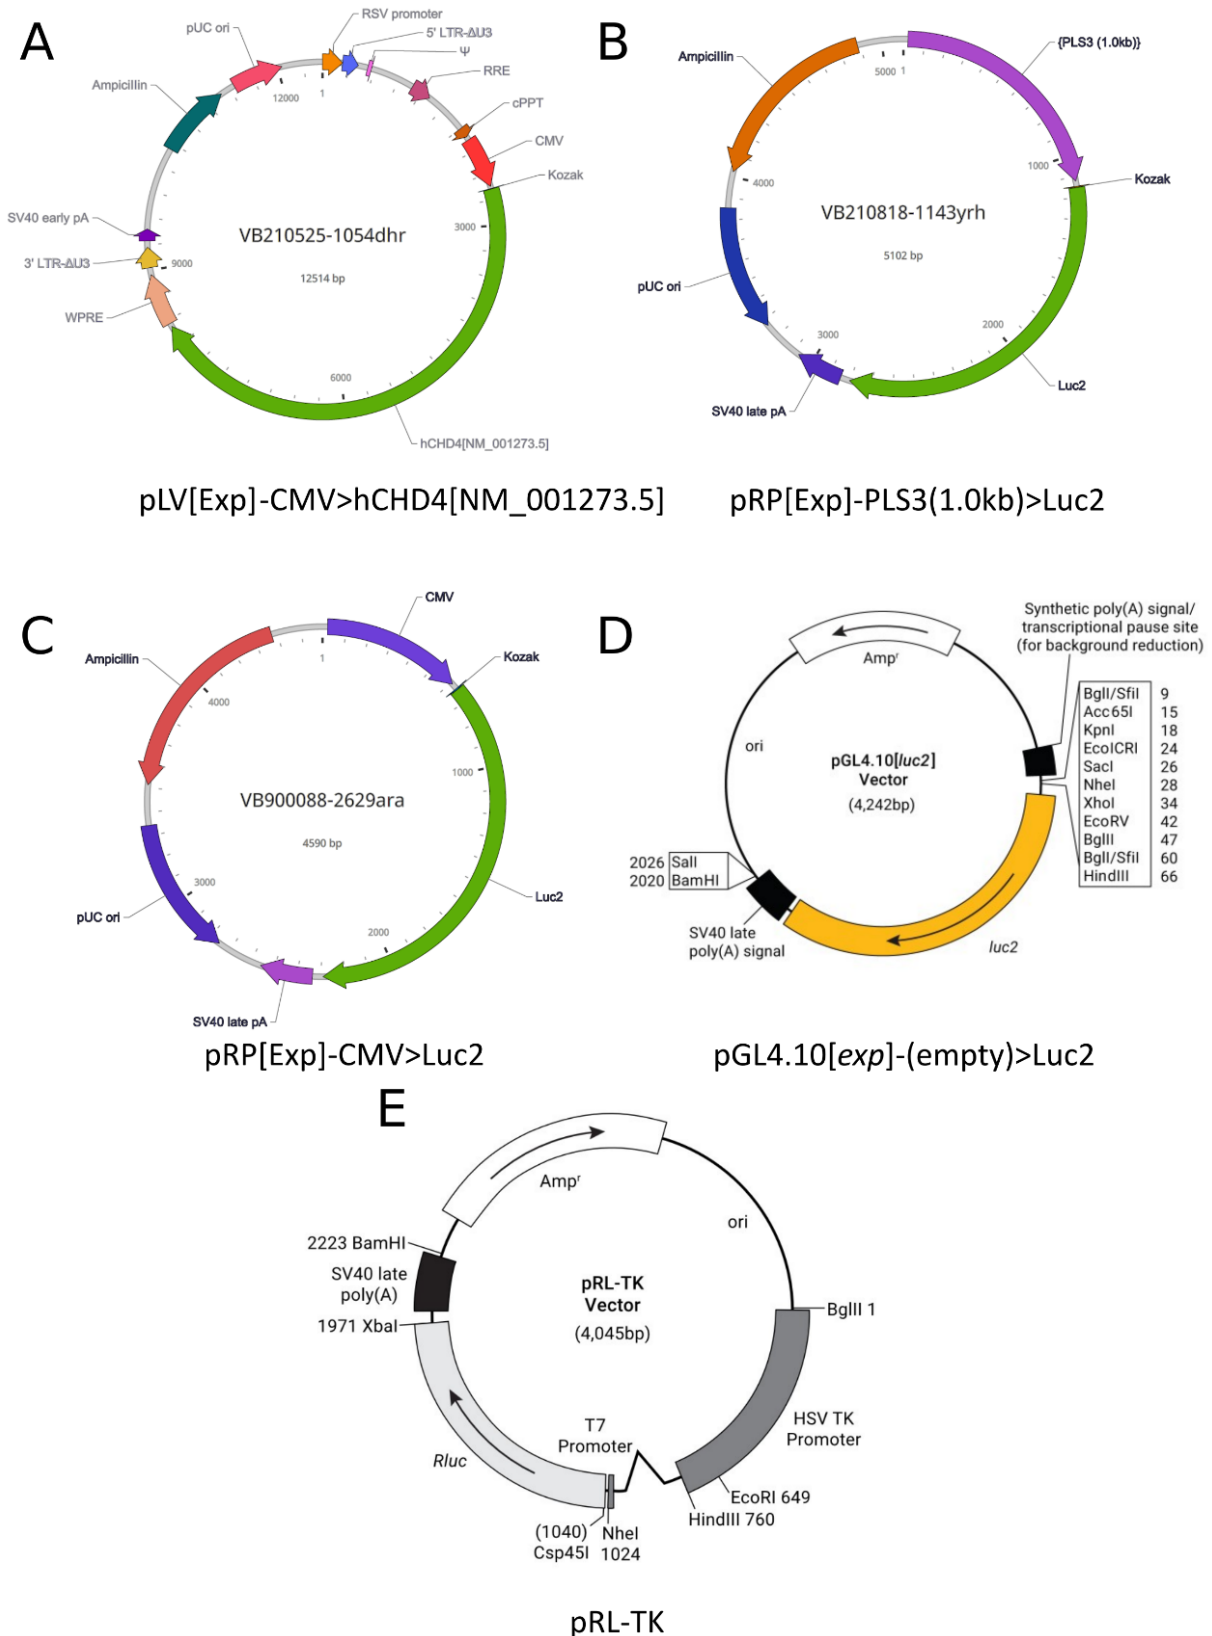 A
RSV promoter
5' LTR-ΔU3
Ψ
RRE
cPPT
CMV
Kozak
pUC ori
Ampicillin
SV40 early pA
3' LTR-ΔU3
WPRE
hCHD4[NM_001273.5]
12000
1
3000
6000
9000
VB210525-1054dhr
12514 bp
pLV[Exp]-CMV>hCHD4[NM_001273.5]
B
Ampicillin
{PLS3 (1.0kb)}
Kozak
pUC ori
SV40 late pA
Luc2
5000
1
1000
2000
3000
4000
VB210818-1143yrh
5102 bp
pRP[Exp]-PLS3(1.0kb)>Luc2
C
CMV
Kozak
Ampicillin
pUC ori
SV40 late pA
Luc2
1
1000
2000
3000
4000
VB900088-2629ara
4590 bp
pRP[Exp]-CMV>Luc2
D
Synthetic poly(A) signal/
transcriptional pause site
(for background reduction)
Ampʳ
ori
pGL4.10[luc2]
Vector
(4,242bp)
BglI/SfiI 9
Acc65I 15
KpnI 18
EcoICRI 24
SacI 26
NheI 28
XhoI 34
EcoRV 42
BglII 47
BglI/SfiI 60
HindIII 66
2026 SalI
2020 BamHI
SV40 late
poly(A) signal
luc2
pGL4.10[exp]-(empty)>Luc2
E
Ampʳ
ori
2223 BamHI
SV40 late
poly(A)
1971 XbaI
pRL-TK
Vector
(4,045bp)
BglII 1
HSV TK
Promoter
T7
Promoter
Rluc
EcoRI 649
HindIII 760
(1040)
Csp45I
NheI
1024
pRL-TK